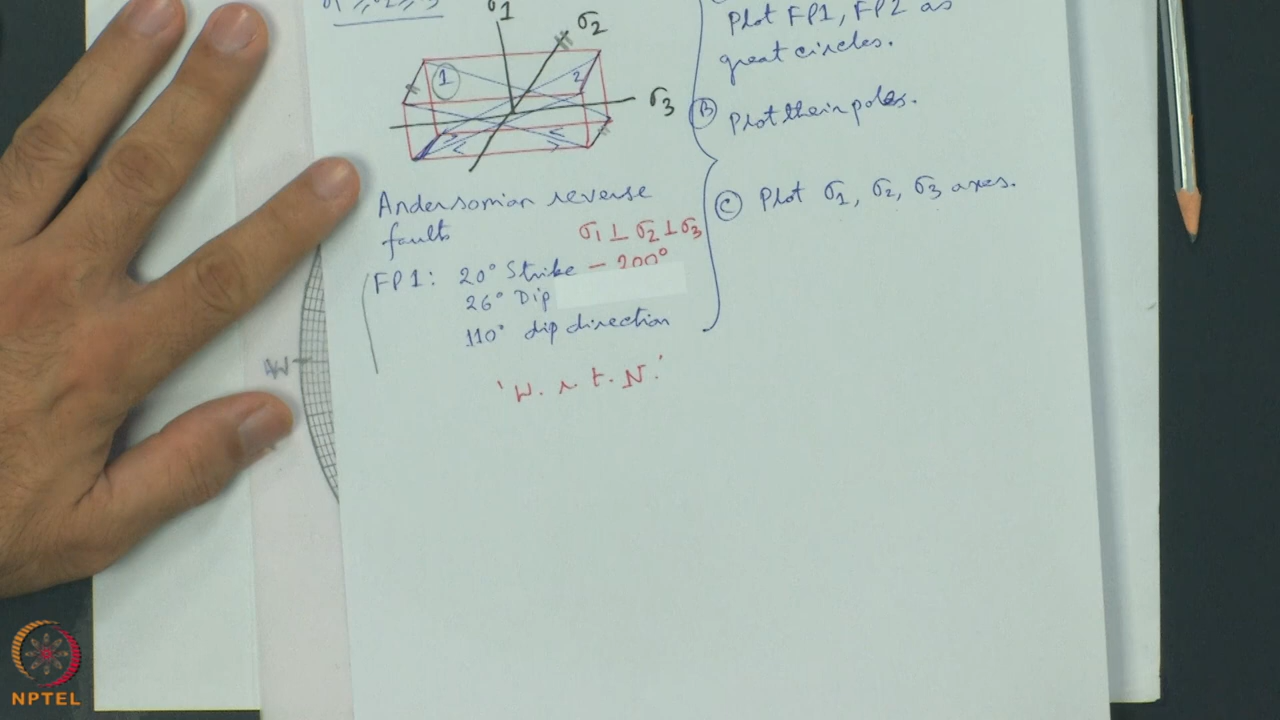 σ1
σ2
1
2
σ3
Andersonian reverse
faults
σ1 ⊥ σ2 ⊥ σ3
FP1: 20° Strike – 200°
26° Dip
110° dip direction
'w. r. t. N.'
Plot FP1, FP2 as
great circles.
B Plot their poles.
C Plot σ1, σ2, σ3 axes.
W
NPTEL